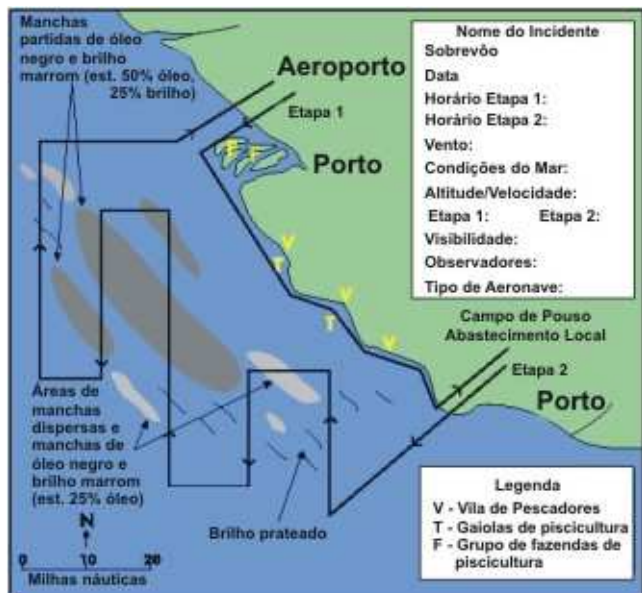 Manchas
partidas de óleo
negro e brilho
marrom (est. 50% óleo,
25% brilho)
Aeroporto
Etapa 1
Porto
F
F
V
T
V
T
V
Nome do Incidente
Sobrevôo
Data
Horário Etapa 1:
Horário Etapa 2:
Vento:
Condições do Mar:
Altitude/Velocidade:
Etapa 1: Etapa 2:
Visibilidade:
Observadores:
Tipo de Aeronave:
Campo de Pouso
Abastecimento Local
Etapa 2
Porto
Áreas de
manchas
dispersas e
manchas de
óleo negro e
brilho marrom
(est. 25% óleo)
Brilho prateado
N
0 10 20
Milhas náuticas
Legenda
V - Vila de Pescadores
T - Gaiolas de piscicultura
F - Grupo de fazendas de
piscicultura